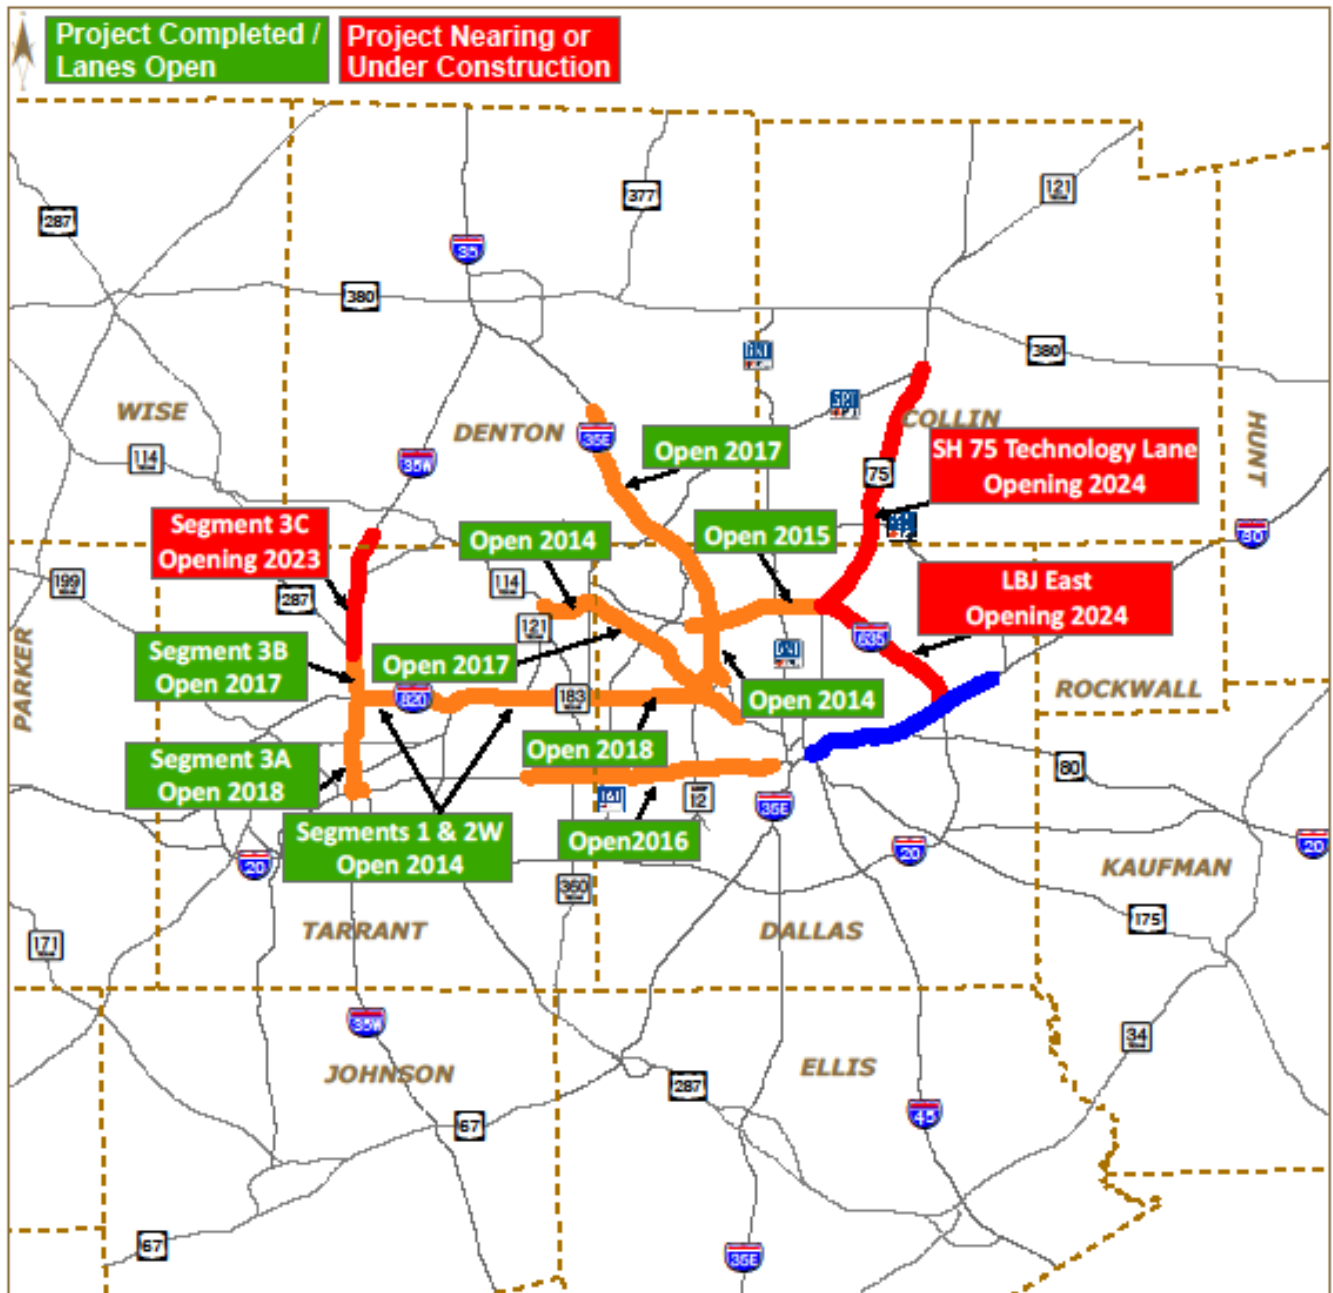 Project Completed /
Lanes Open
Project Nearing or
Under Construction
121
377
287
35
380
380
WISE
DENTON
COLLIN
HUNT
35E
Open 2017
SH 75 Technology Lane
Opening 2024
75
114
35W
Segment 3C
Opening 2023
Open 2014
Open 2015
LBJ East
Opening 2024
199
287
114
121
635
PARKER
Segment 3B
Open 2017
Open 2017
820
183
Open 2014
ROCKWALL
Segment 3A
Open 2018
Open 2018
80
161
12
35E
Segments 1 & 2W
Open 2014
Open2016
20
20
20
KAUFMAN
360
175
171
TARRANT
DALLAS
35W
34
JOHNSON
ELLIS
287
67
45
67
35E